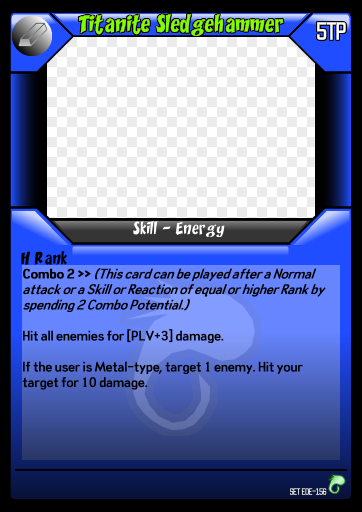 Titanite Sledgehammer
5TP
Skill - Energy
H Rank
Combo 2 >> (This card can be played after a Normal
attack or a Skill or Reaction of equal or higher Rank by
spending 2 Combo Potential.)
Hit all enemies for [PLV+3] damage.
If the user is Metal-type, target 1 enemy. Hit your
target for 10 damage.
SET EOE-156